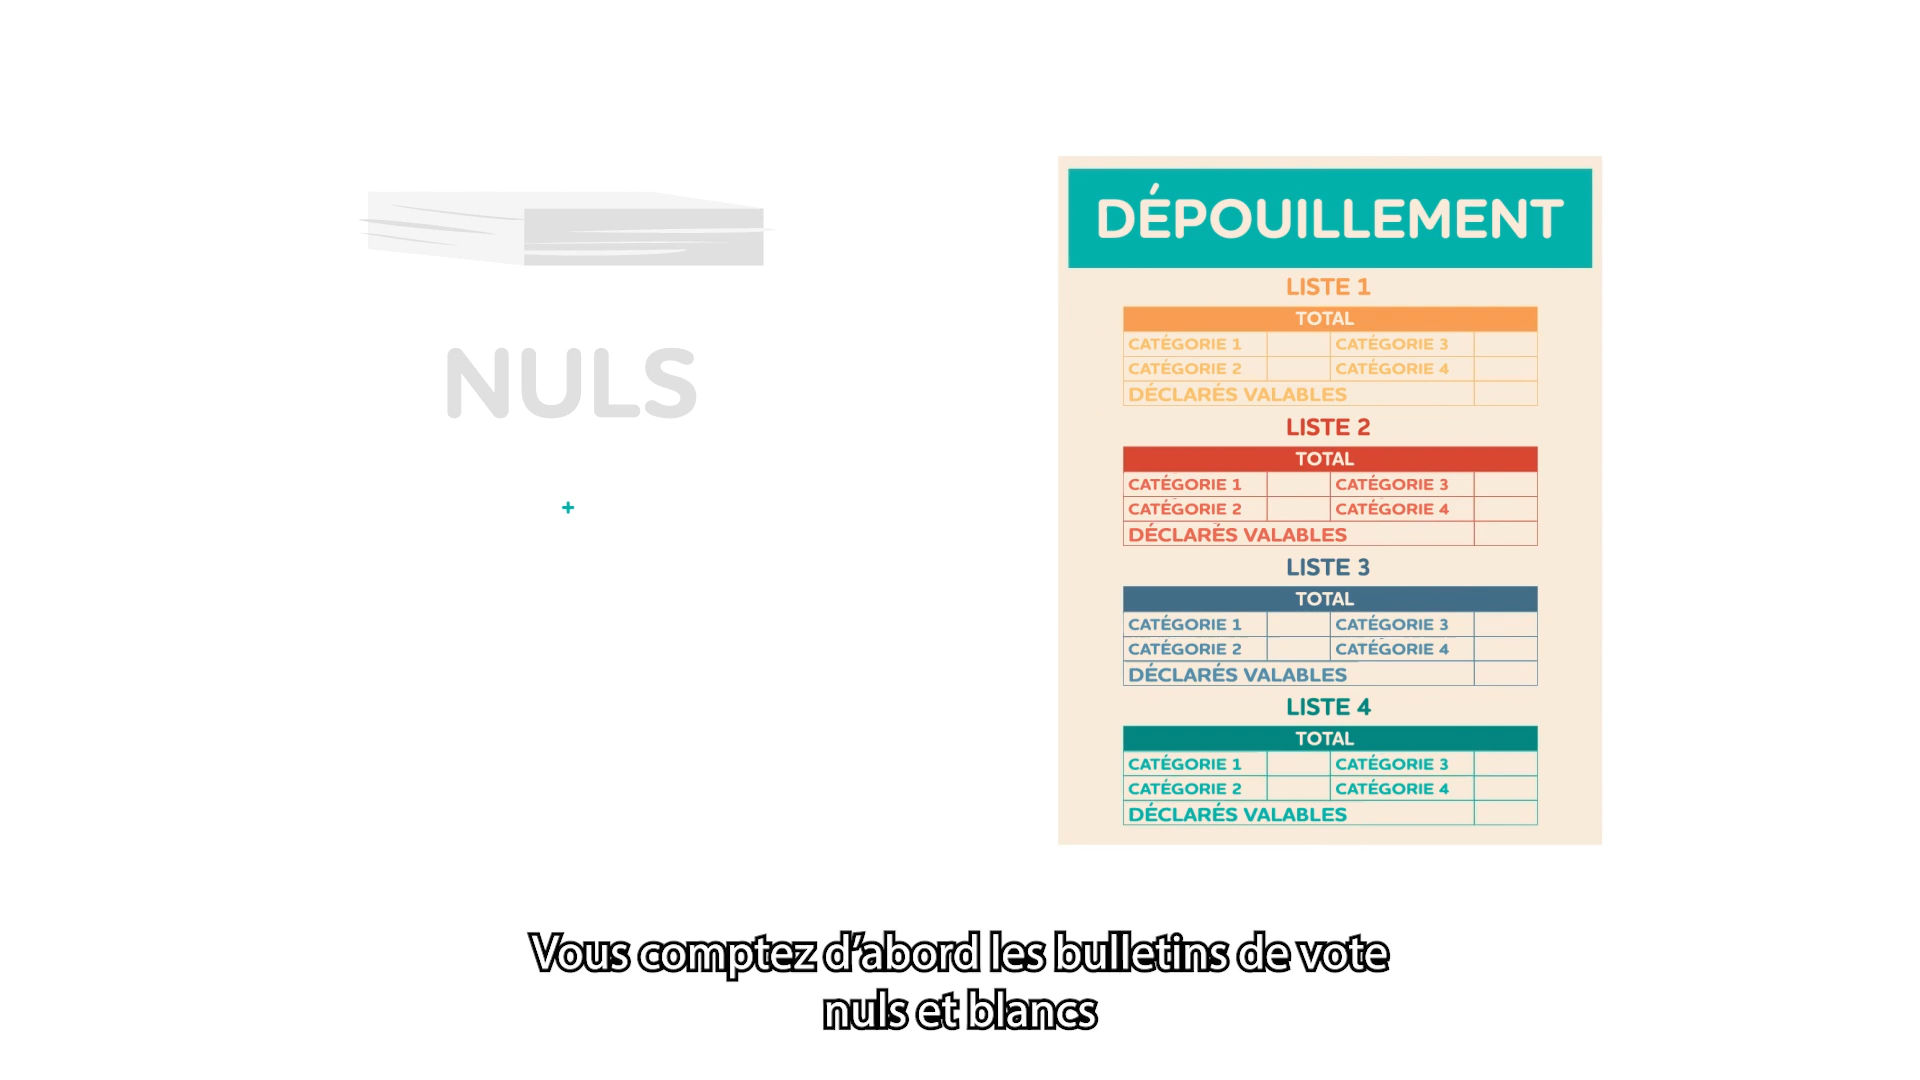 NULS
+
DÉPOUILLEMENT
LISTE 1
TOTAL
CATÉGORIE 1 CATÉGORIE 3
CATÉGORIE 2 CATÉGORIE 4
DÉCLARÉS VALABLES
LISTE 2
TOTAL
CATÉGORIE 1 CATÉGORIE 3
CATÉGORIE 2 CATÉGORIE 4
DÉCLARÉS VALABLES
LISTE 3
TOTAL
CATÉGORIE 1 CATÉGORIE 3
CATÉGORIE 2 CATÉGORIE 4
DÉCLARÉS VALABLES
LISTE 4
TOTAL
CATÉGORIE 1 CATÉGORIE 3
CATÉGORIE 2 CATÉGORIE 4
DÉCLARÉS VALABLES
Vous comptez d'abord les bulletins de vote
nuls et blancs